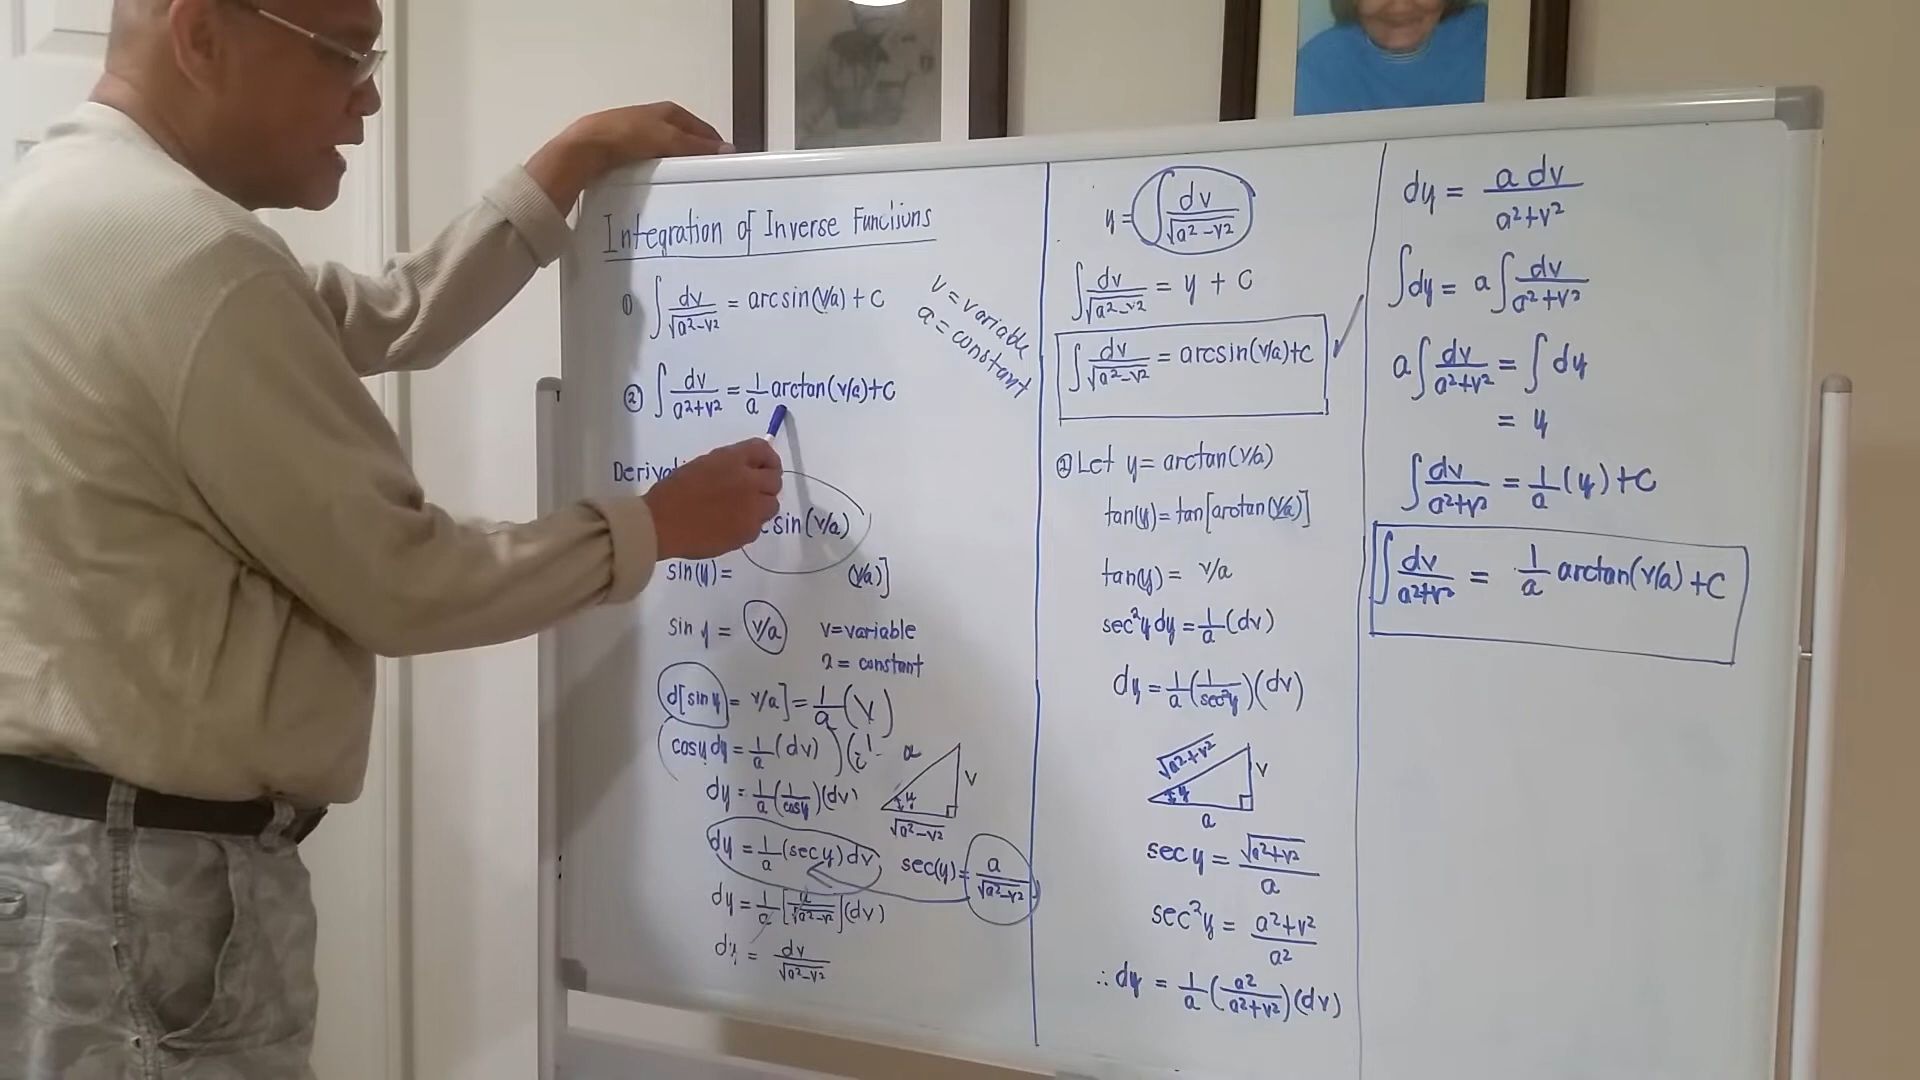 Integration of Inverse Funcisuns
① ∫ dv/√a²-v² = arcsin(v/a) + C
② ∫ dv/a²+v² = 1/a arctan(v/a)+C
v = variable
a = constant
sin(v/a)
sin(y)= (v/a)]
sin y = v/a
v=variable
a = constant
d[sin y = v/a] = 1/a (v)
cosy dy = 1/a (dv)
dy = 1/a (1/cosy)(dv)
a
v
y
√a²-v²
dy = 1/a (sec y) dv
sec(y) = a/√a²-v²
dy = 1/a [a/√a²-v²](dv)
dy = dv/√a²-v²
y = ∫ dv/√a²-v²
∫ dv/√a²-v² = y + C
∫ dv/√a²-v² = arcsin(v/a)+C
② Let y = arctan(v/a)
tan(y) = tan[arctan(v/a)]
tan(y) = v/a
sec²y dy = 1/a (dv)
dy = 1/a (1/sec²y)(dv)
√a²+v²
v
y
a
sec y = √a²+v²/a
sec²y = a²+v²/a²
∴ dy = 1/a (a²/a²+v²)(dv)
dy = a dv/a²+v²
∫dy = a ∫ dv/a²+v²
a ∫ dv/a²+v² = ∫ dy
= y
∫ dv/a²+v² = 1/a (y) + C
∫ dv/a²+v² = 1/a arctan(v/a) + C